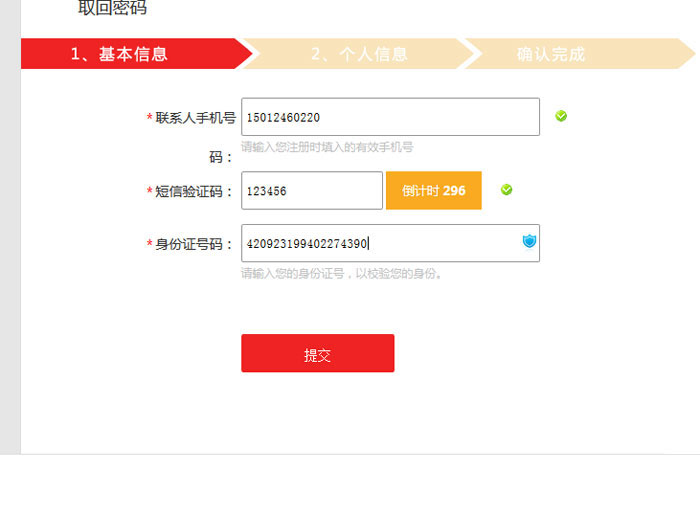 取回密码
1、基本信息 2、个人信息 确认完成
*联系人手机号码： 15012460220
请输入您注册时填入的有效手机号
*短信验证码： 123456 倒计时 296
*身份证号码： 420923199402274390
请输入您的身份证号，以校验您的身份。
提交